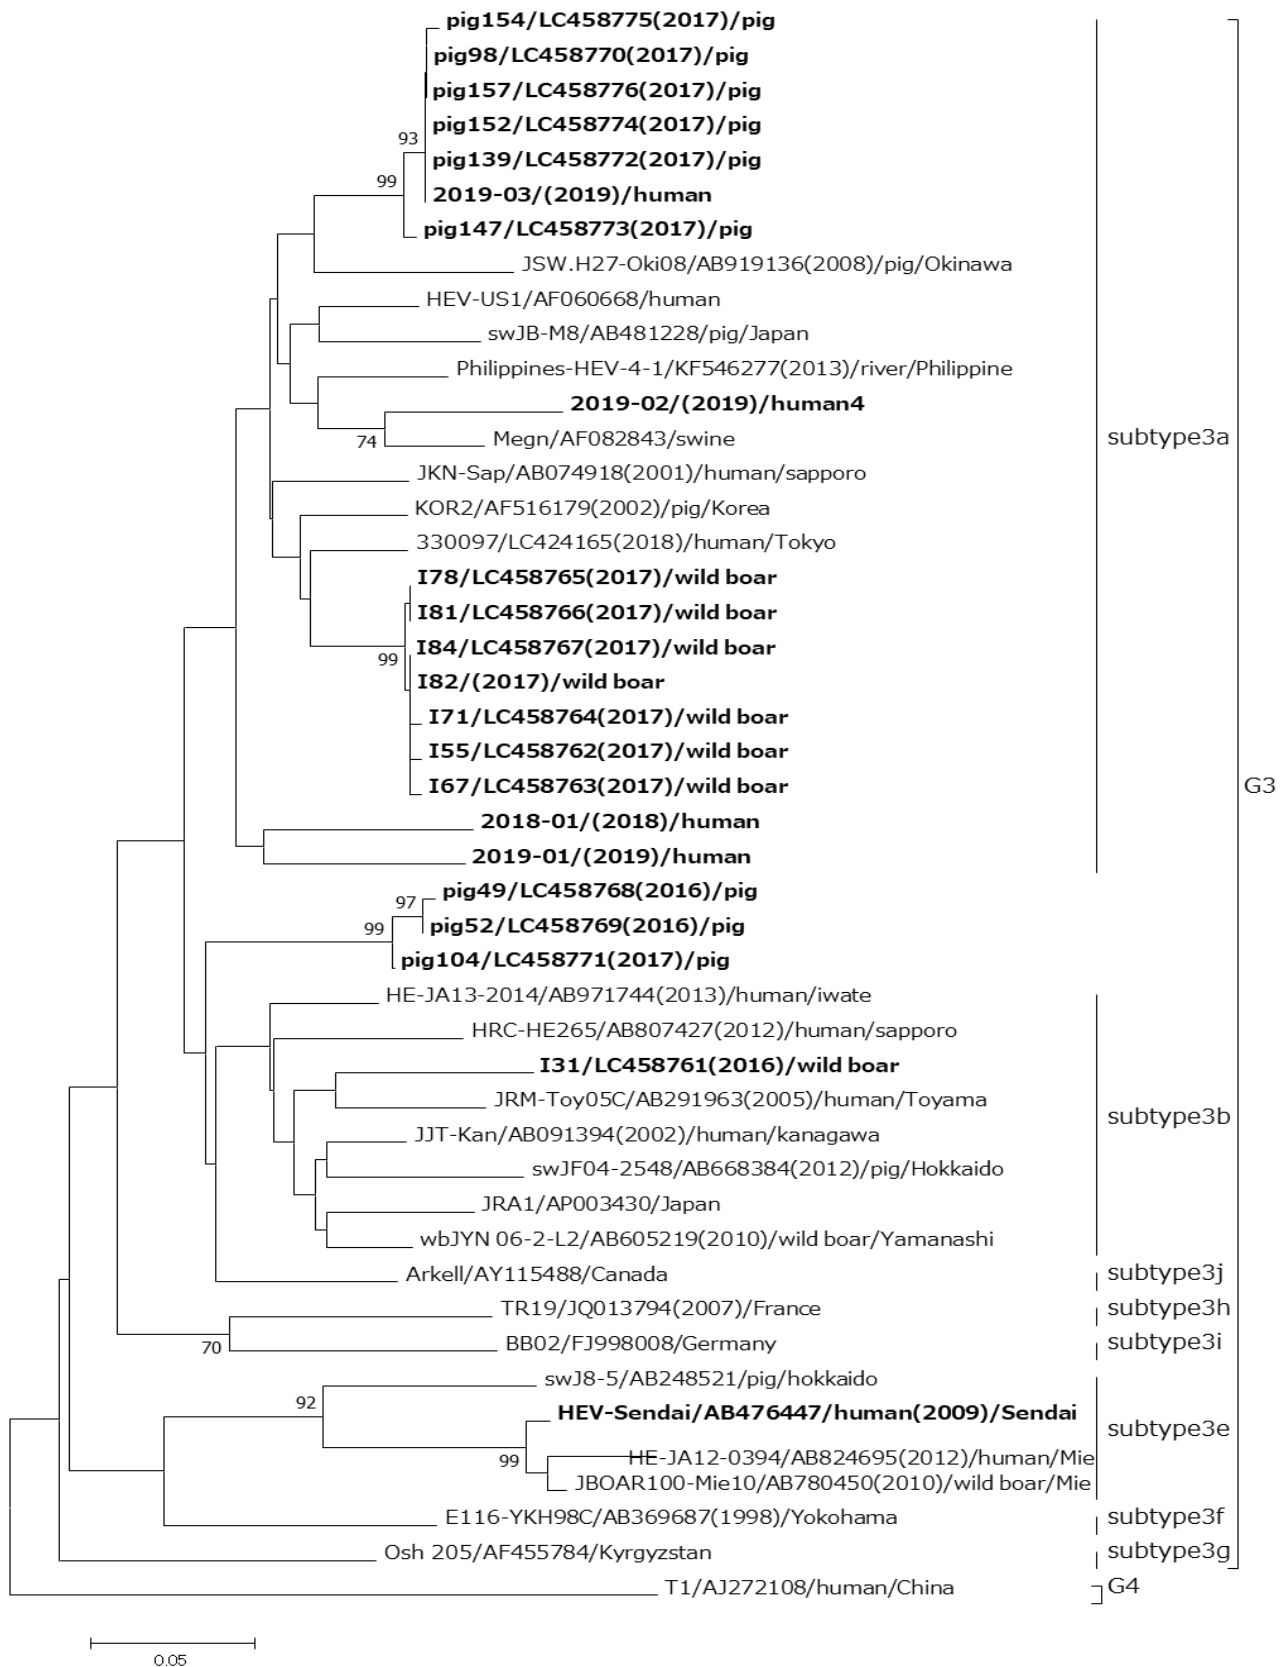 pig154/LC458775(2017)/pig
pig98/LC458770(2017)/pig
pig157/LC458776(2017)/pig
pig152/LC458774(2017)/pig
93
pig139/LC458772(2017)/pig
99
2019-03/(2019)/human
pig147/LC458773(2017)/pig
JSW.H27-Oki08/AB919136(2008)/pig/Okinawa
HEV-US1/AF060668/human
swJB-M8/AB481228/pig/Japan
Philippines-HEV-4-1/KF546277(2013)/river/Philippine
2019-02/(2019)/human4
74
Megn/AF082843/swine
subtype3a
JKN-Sap/AB074918(2001)/human/sapporo
KOR2/AF516179(2002)/pig/Korea
330097/LC424165(2018)/human/Tokyo
I78/LC458765(2017)/wild boar
I81/LC458766(2017)/wild boar
I84/LC458767(2017)/wild boar
99
I82/(2017)/wild boar
I71/LC458764(2017)/wild boar
I55/LC458762(2017)/wild boar
I67/LC458763(2017)/wild boar
G3
2018-01/(2018)/human
2019-01/(2019)/human
pig49/LC458768(2016)/pig
97
pig52/LC458769(2016)/pig
99
pig104/LC458771(2017)/pig
HE-JA13-2014/AB971744(2013)/human/iwate
HRC-HE265/AB807427(2012)/human/sapporo
I31/LC458761(2016)/wild boar
JRM-Toy05C/AB291963(2005)/human/Toyama
subtype3b
JJT-Kan/AB091394(2002)/human/kanagawa
swJF04-2548/AB668384(2012)/pig/Hokkaido
JRA1/AP003430/Japan
wbJYN 06-2-L2/AB605219(2010)/wild boar/Yamanashi
Arkell/AY115488/Canada
subtype3j
TR19/JQ013794(2007)/France
subtype3h
70
BB02/FJ998008/Germany
subtype3i
swJ8-5/AB248521/pig/hokkaido
92
HEV-Sendai/AB476447/human(2009)/Sendai
subtype3e
99
HE-JA12-0394/AB824695(2012)/human/Mie
JBOAR100-Mie10/AB780450(2010)/wild boar/Mie
E116-YKH98C/AB369687(1998)/Yokohama
subtype3f
Osh 205/AF455784/Kyrgyzstan
subtype3g
T1/AJ272108/human/China
G4
0.05